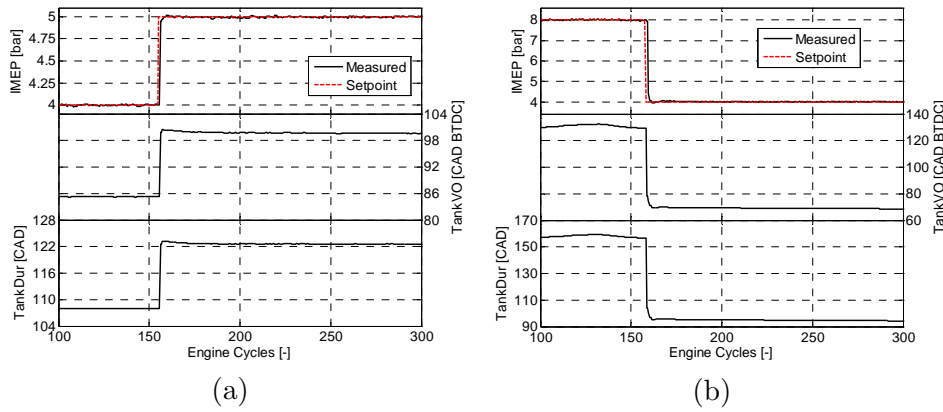 5
4.75
4.5
4.25
4
IMEP [bar]
Measured
Setpoint
104
98
92
86
80
TankVO [CAD BTDC]
128
122
116
110
104
TankDur [CAD]
100 150 200 250 300
Engine Cycles [-]
(a)
8
7
6
5
4
IMEP [bar]
Measured
Setpoint
140
120
100
80
60
TankVO [CAD BTDC]
170
150
130
110
90
TankDur [CAD]
100 150 200 250 300
Engine Cycles [-]
(b)